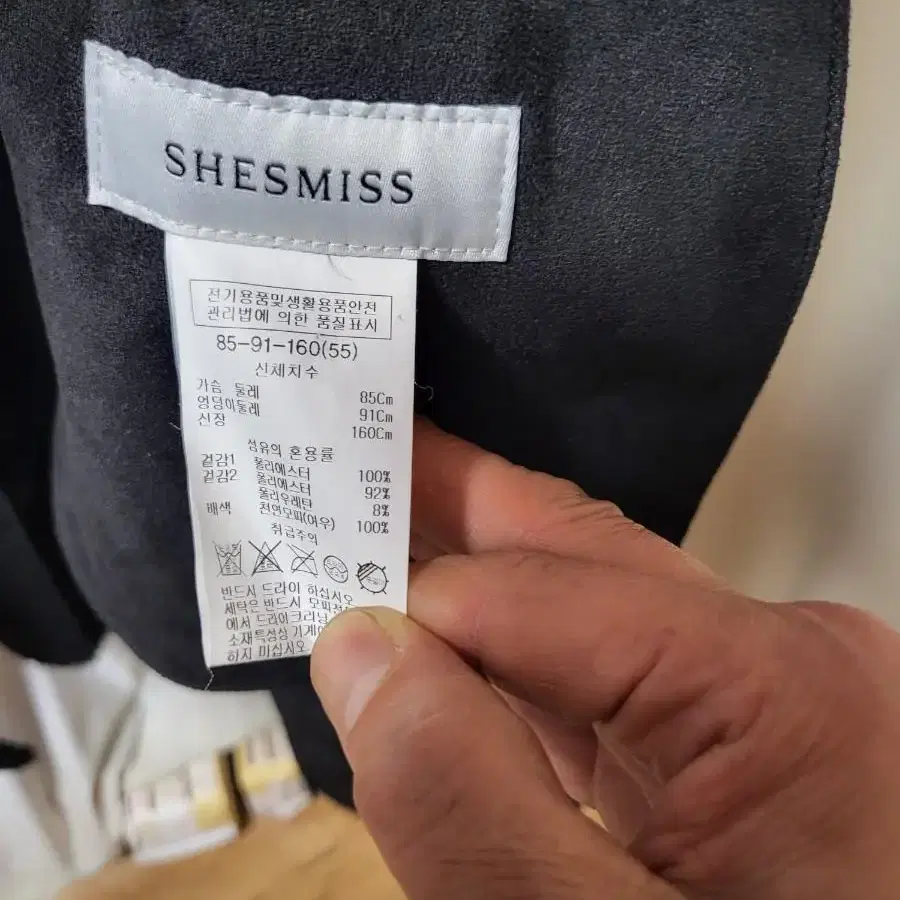 SHESMISS
전기용품및생활용품안전
관리법에 의한 품질표시
85-91-160(55)
신체치수
가슴 둘레 85Cm
엉덩이둘레 91Cm
신장 160Cm
섬유의 혼용률
겉감1 폴리에스터 100%
겉감2 폴리에스터 92%
폴리우레탄 8%
배색 천연모피(여우) 100%
취급주의
반드시 드라이 하십시오
세탁은 반드시 모피전
에서 드라이크리닝
소재특성상 기계
하지 마십시오